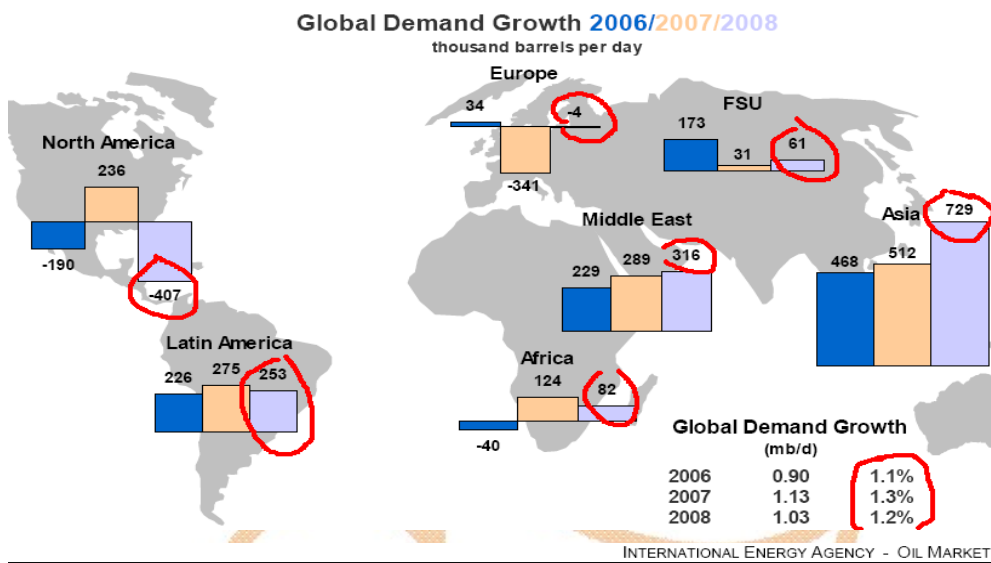 Global Demand Growth 2006/2007/2008
thousand barrels per day
Europe
34
-4
-341
FSU
173
31
61
North America
236
-190
-407
Middle East
229
289
316
Asia
729
468
512
Latin America
226
275
253
Africa
124
82
-40
Global Demand Growth
(mb/d)
2006 0.90 1.1%
2007 1.13 1.3%
2008 1.03 1.2%
INTERNATIONAL ENERGY AGENCY - OIL MARKET